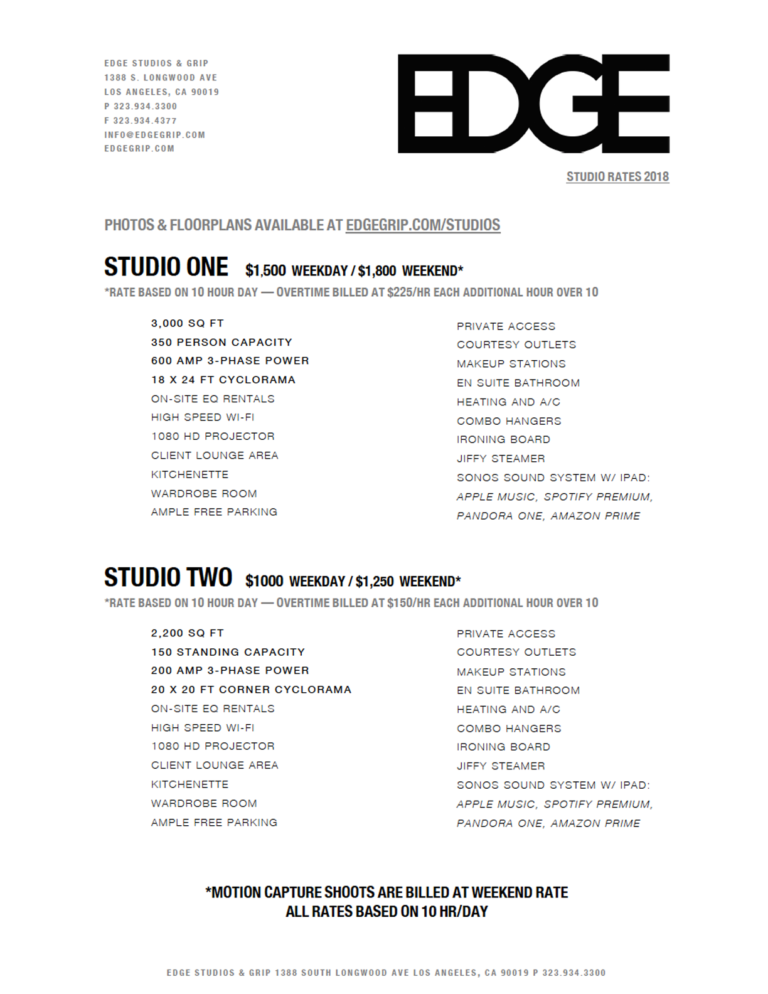 EDGE STUDIOS & GRIP
1388 S. LONGWOOD AVE
LOS ANGELES, CA 90019
P 323.934.3300
F 323.934.4377
INFO@EDGEGRIP.COM
EDGEGRIP.COM
EDGE
STUDIO RATES 2018
PHOTOS & FLOORPLANS AVAILABLE AT EDGEGRIP.COM/STUDIOS
STUDIO ONE $1,500 WEEKDAY / $1,800 WEEKEND*
*RATE BASED ON 10 HOUR DAY — OVERTIME BILLED AT $225/HR EACH ADDITIONAL HOUR OVER 10
3,000 SQ FT
350 PERSON CAPACITY
600 AMP 3-PHASE POWER
18 X 24 FT CYCLORAMA
ON-SITE EQ RENTALS
HIGH SPEED WI-FI
1080 HD PROJECTOR
CLIENT LOUNGE AREA
KITCHENETTE
WARDROBE ROOM
AMPLE FREE PARKING
PRIVATE ACCESS
COURTESY OUTLETS
MAKEUP STATIONS
EN SUITE BATHROOM
HEATING AND A/C
COMBO HANGERS
IRONING BOARD
JIFFY STEAMER
SONOS SOUND SYSTEM W/ IPAD:
APPLE MUSIC, SPOTIFY PREMIUM,
PANDORA ONE, AMAZON PRIME
STUDIO TWO $1000 WEEKDAY / $1,250 WEEKEND*
*RATE BASED ON 10 HOUR DAY — OVERTIME BILLED AT $150/HR EACH ADDITIONAL HOUR OVER 10
2,200 SQ FT
150 STANDING CAPACITY
200 AMP 3-PHASE POWER
20 X 20 FT CORNER CYCLORAMA
ON-SITE EQ RENTALS
HIGH SPEED WI-FI
1080 HD PROJECTOR
CLIENT LOUNGE AREA
KITCHENETTE
WARDROBE ROOM
AMPLE FREE PARKING
PRIVATE ACCESS
COURTESY OUTLETS
MAKEUP STATIONS
EN SUITE BATHROOM
HEATING AND A/C
COMBO HANGERS
IRONING BOARD
JIFFY STEAMER
SONOS SOUND SYSTEM W/ IPAD:
APPLE MUSIC, SPOTIFY PREMIUM,
PANDORA ONE, AMAZON PRIME
*MOTION CAPTURE SHOOTS ARE BILLED AT WEEKEND RATE
ALL RATES BASED ON 10 HR/DAY
EDGE STUDIOS & GRIP 1388 SOUTH LONGWOOD AVE LOS ANGELES, CA 90019 P 323.934.3300